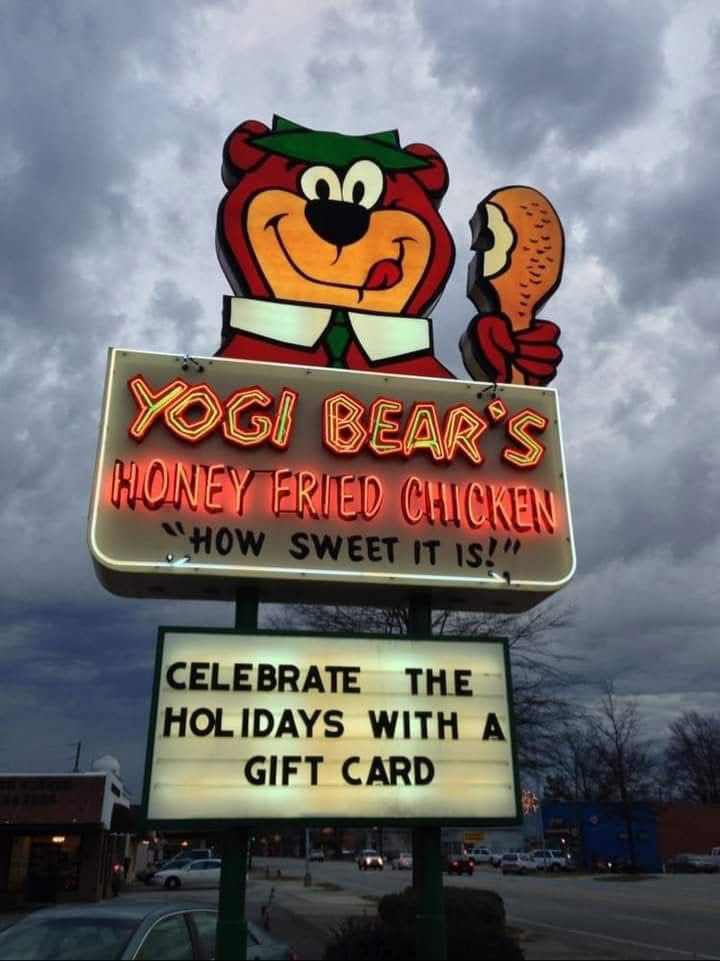 YOGI BEAR'S
HONEY FRIED CHICKEN
"HOW SWEET IT IS!"
CELEBRATE THE
HOLIDAYS WITH A
GIFT CARD